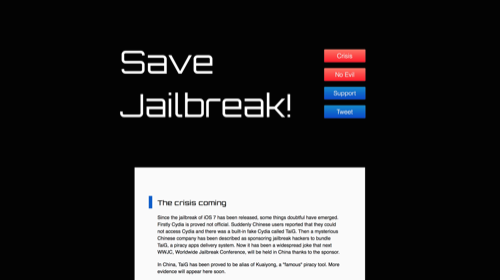 Save
Jailbreak!
Crisis
No Evil
Support
Tweet
The crisis coming
Since the jailbreak of iOS 7 has been released, some things doubtful have emerged.
Firstly Cydia is proved not official. Suddenly Chinese users reported that they could
not access Cydia and there was a built-in fake Cydia called TaiG. Then a mysterious
Chinese company has been described as sponsoring jailbreak hackers to bundle
TaiG, a piracy apps delivery system. Now it has been a widespread joke that next
WWJC, Worldwide Jailbreak Conference, will be held in China thanks to the sponsor.
In China, TaiG has been proved to be alias of Kuaiyong, a "famous" piracy tool. More
evidence will appear here soon.